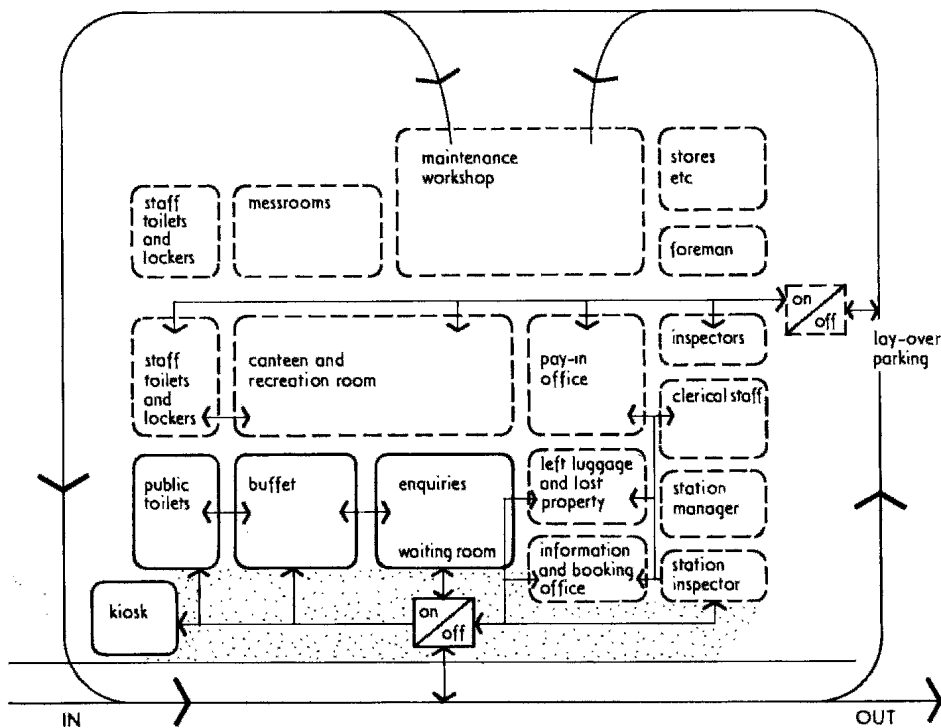 maintenance
workshop
stores
etc
staff
toilets
and
lockers
messrooms
foreman
on
off
lay-over
parking
staff
toilets
and
lockers
canteen and
recreation room
pay-in
office
inspectors
clerical staff
public
toilets
buffet
enquiries
waiting room
left luggage
and lost
property
station
manager
information
and booking
office
station
inspector
kiosk
on
off
IN
OUT